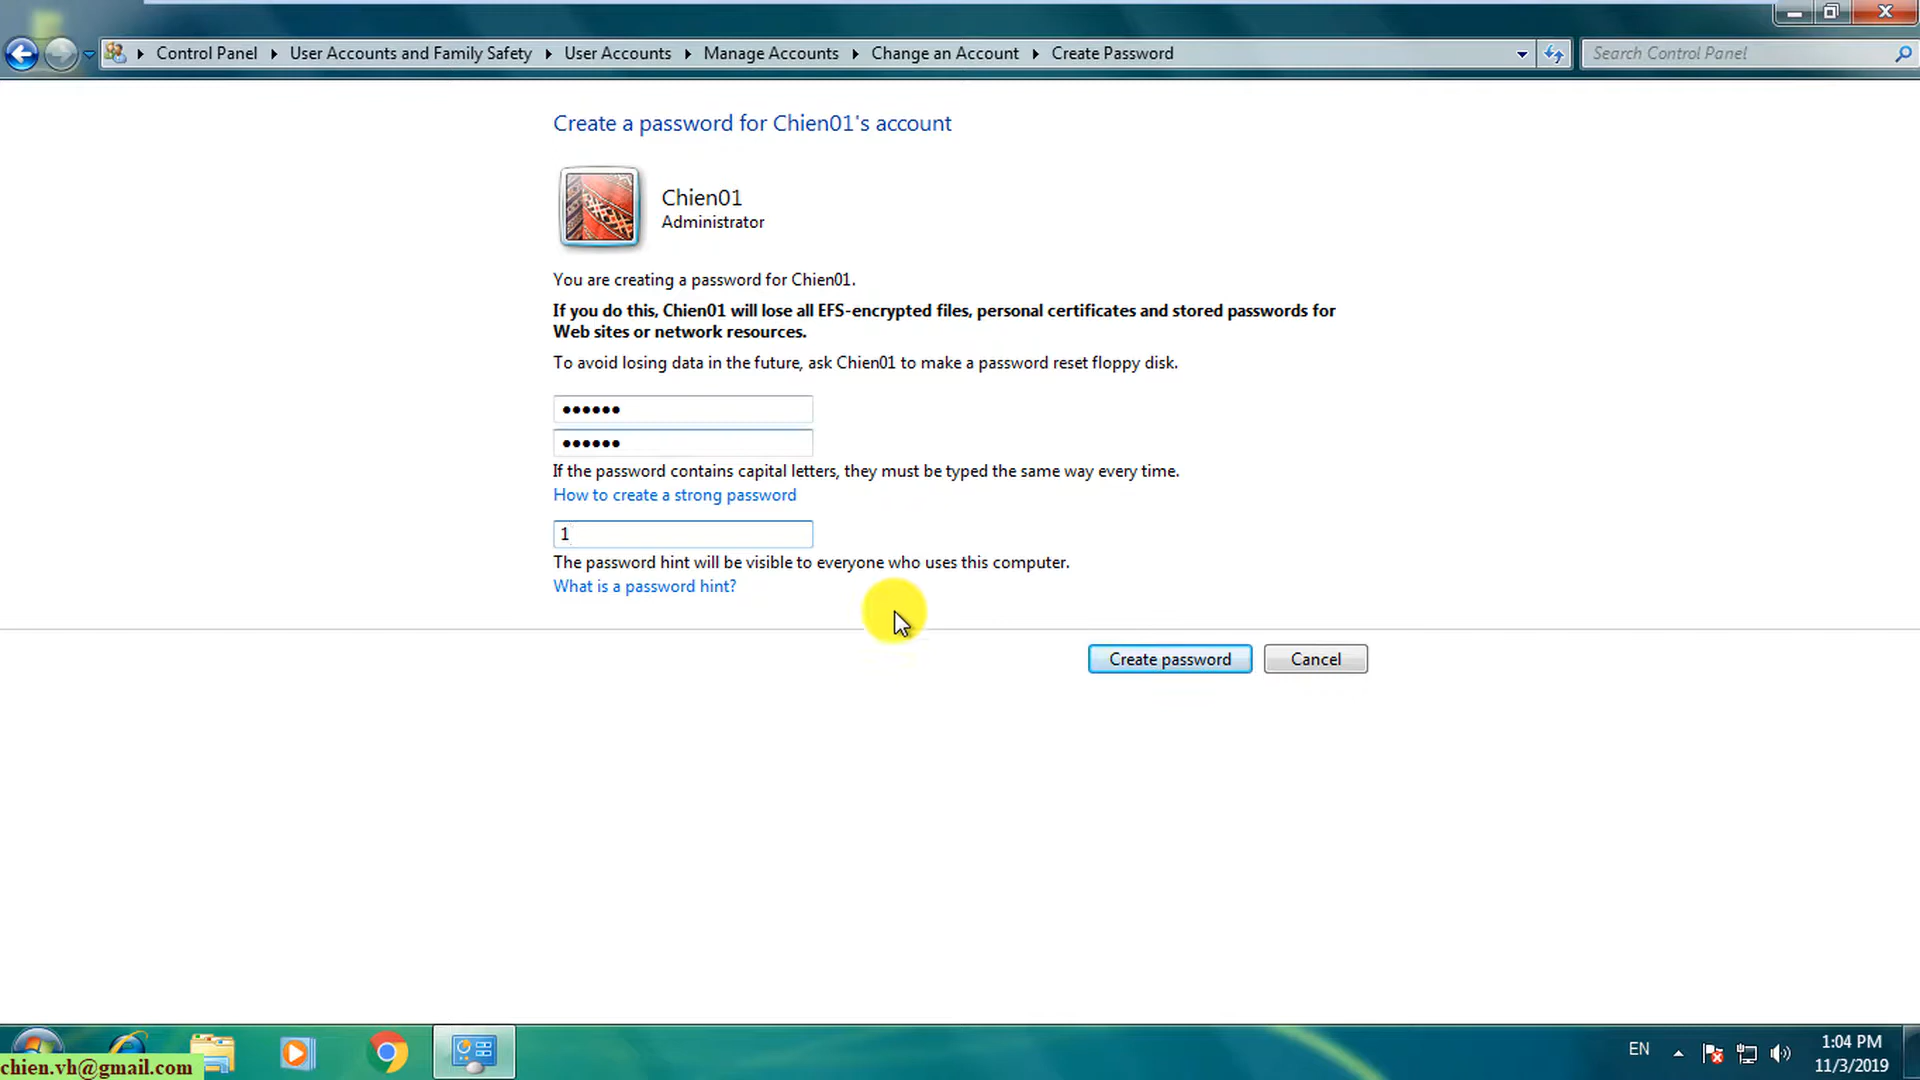 Control Panel User Accounts and Family Safety User Accounts Manage Accounts Change an Account Create Password Search Control Panel
Create a password for Chien01's account
Chien01
Administrator
You are creating a password for Chien01.
If you do this, Chien01 will lose all EFS-encrypted files, personal certificates and stored passwords for
Web sites or network resources.
To avoid losing data in the future, ask Chien01 to make a password reset floppy disk.
If the password contains capital letters, they must be typed the same way every time.
How to create a strong password
1
The password hint will be visible to everyone who uses this computer.
What is a password hint?
Create password Cancel
EN 1:04 PM
11/3/2019
chien.vh@gmail.com